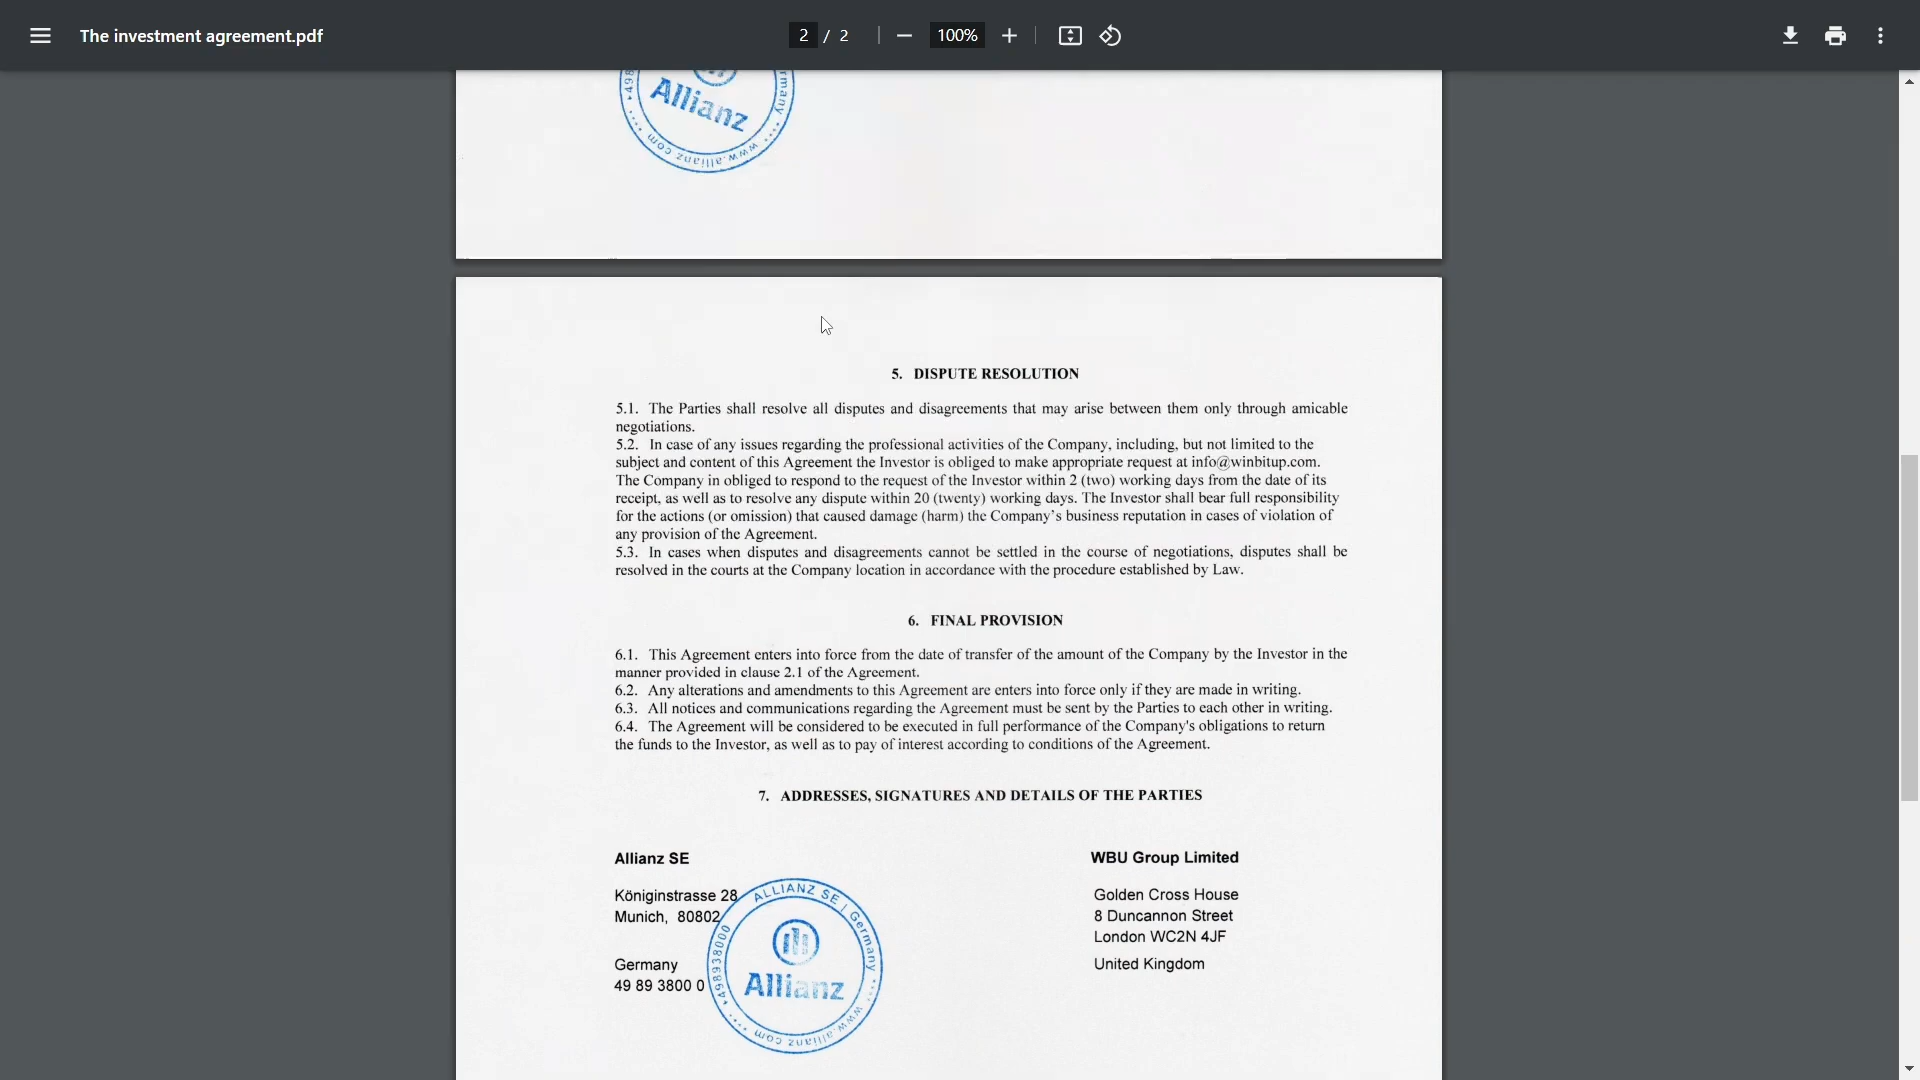 The investment agreement.pdf
2 / 2
100%
Allianz
www.allianz.com
5. DISPUTE RESOLUTION
5.1. The Parties shall resolve all disputes and disagreements that may arise between them only through amicable
negotiations.
5.2. In case of any issues regarding the professional activities of the Company, including, but not limited to the
subject and content of this Agreement the Investor is obliged to make appropriate request at info@winbitup.com.
The Company in obliged to respond to the request of the Investor within 2 (two) working days from the date of its
receipt, as well as to resolve any dispute within 20 (twenty) working days. The Investor shall bear full responsibility
for the actions (or omission) that caused damage (harm) the Company's business reputation in cases of violation of
any provision of the Agreement.
5.3. In cases when disputes and disagreements cannot be settled in the course of negotiations, disputes shall be
resolved in the courts at the Company location in accordance with the procedure established by Law.
6. FINAL PROVISION
6.1. This Agreement enters into force from the date of transfer of the amount of the Company by the Investor in the
manner provided in clause 2.1 of the Agreement.
6.2. Any alterations and amendments to this Agreement are enters into force only if they are made in writing.
6.3. All notices and communications regarding the Agreement must be sent by the Parties to each other in writing.
6.4. The Agreement will be considered to be executed in full performance of the Company's obligations to return
the funds to the Investor, as well as to pay of interest according to conditions of the Agreement.
7. ADDRESSES, SIGNATURES AND DETAILS OF THE PARTIES
Allianz SE
Königinstrasse 28
Munich, 80802
Germany
49 89 3800 0
ALLIANZ SE | Germany
Allianz
www.allianz.com
+498938000
WBU Group Limited
Golden Cross House
8 Duncannon Street
London WC2N 4JF
United Kingdom